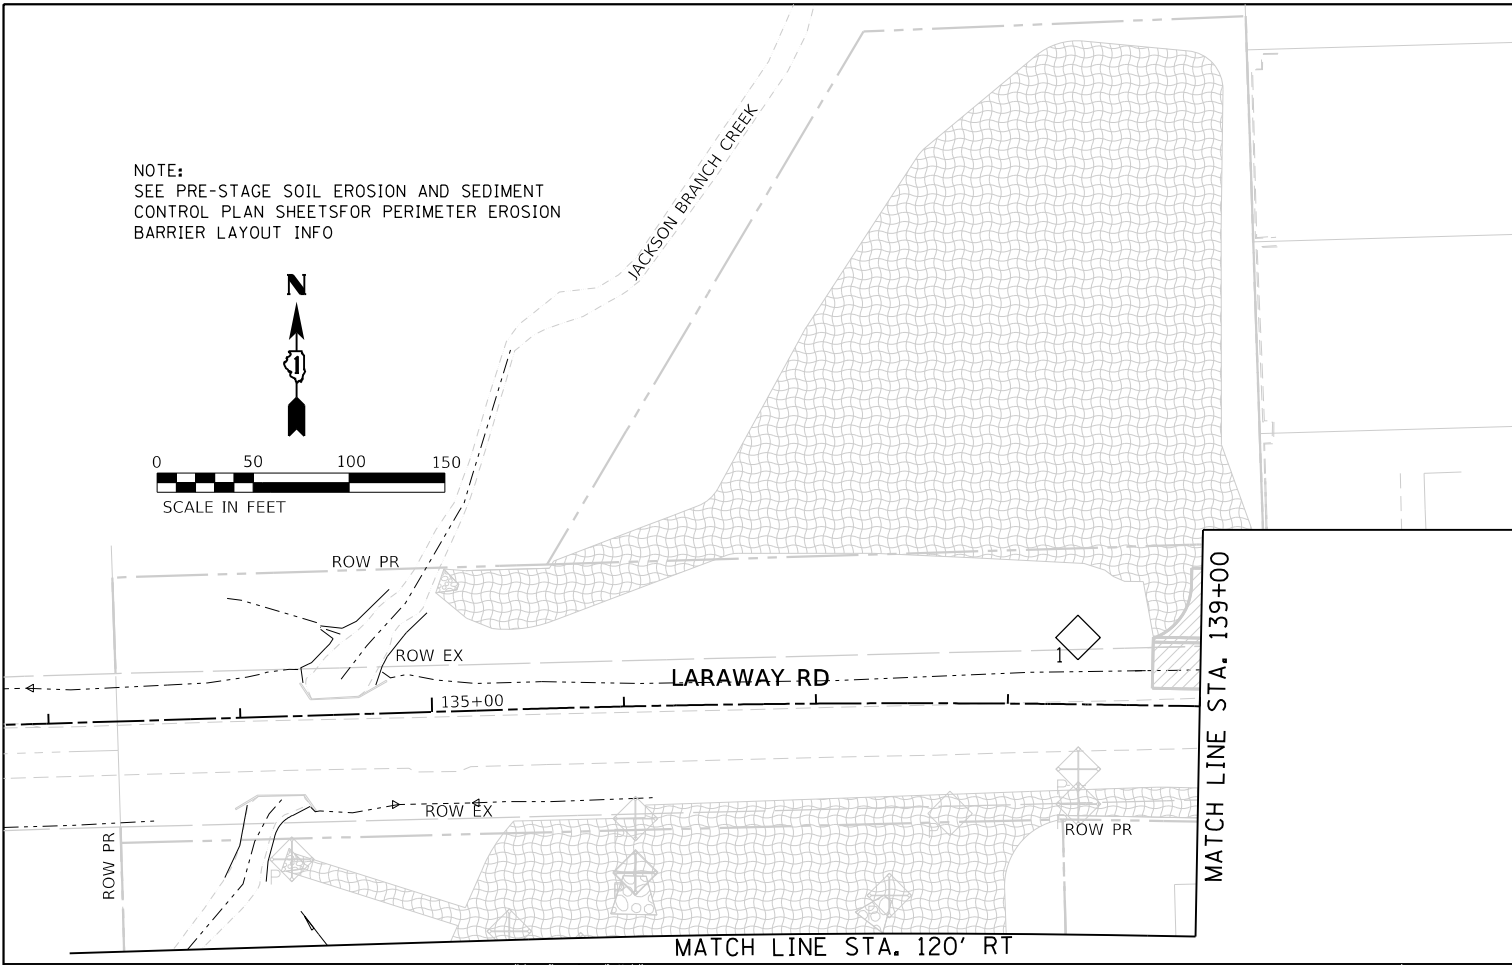 JACKSON BRANCH CREEK
NOTE:
SEE PRE-STAGE SOIL EROSION AND SEDIMENT
CONTROL PLAN SHEETSFOR PERIMETER EROSION
BARRIER LAYOUT INFO
N
1
0 50 100 150
SCALE IN FEET
ROW PR
MATCH LINE STA. 139+00
1
ROW EX
LARAWAY RD
135+00
ROW EX
ROW PR
ROW PR
MATCH LINE STA. 120' RT